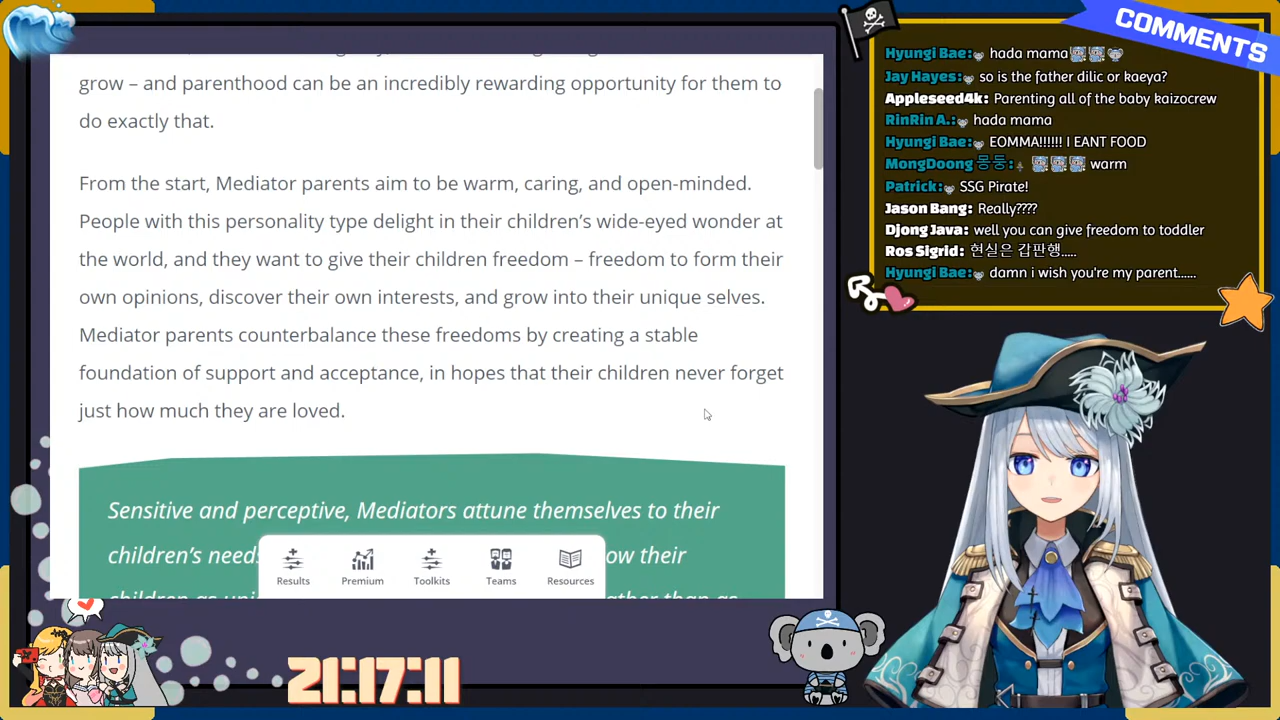 COMMENTS
grow – and parenthood can be an incredibly rewarding opportunity for them to
do exactly that.
From the start, Mediator parents aim to be warm, caring, and open-minded.
People with this personality type delight in their children’s wide-eyed wonder at
the world, and they want to give their children freedom – freedom to form their
own opinions, discover their own interests, and grow into their unique selves.
Mediator parents counterbalance these freedoms by creating a stable
foundation of support and acceptance, in hopes that their children never forget
just how much they are loved.
Sensitive and perceptive, Mediators attune themselves to their
children’s need
ow their
Results
Premium
Toolkits
Teams
Resources
Hyungi Bae: hada mama
Jay Hayes: so is the father dilic or kaeya?
Appleseed4k: Parenting all of the baby kaizocrew
RinRin A.: hada mama
Hyungi Bae: EOMMA!!!!!! I EANT FOOD
MongDoong 몽둥: warm
Patrick: SSG Pirate!
Jason Bang: Really????
Djong Java: well you can give freedom to toddler
Ros Sigrid: 현실은 갑판행.....
Hyungi Bae: damn i wish you're my parent......
21:17:11